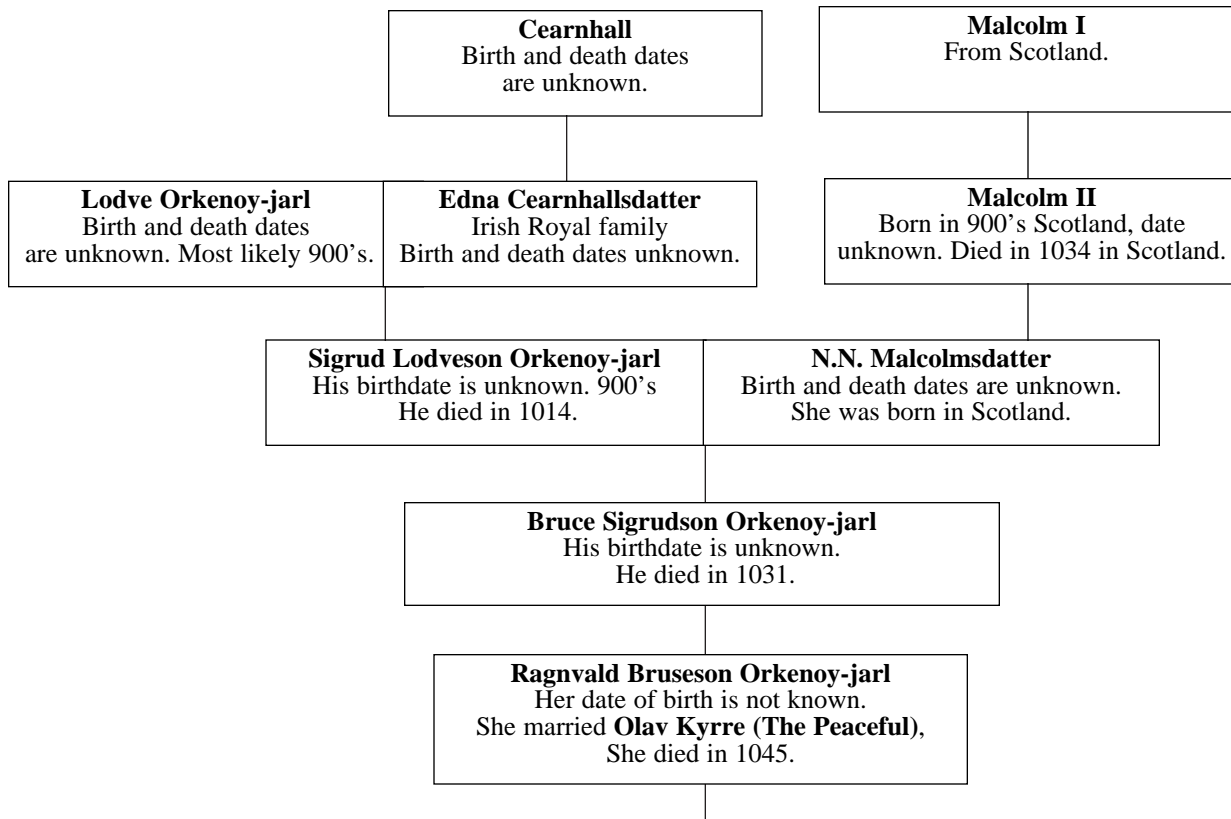 Cearnhall
Birth and death dates
are unknown.
Malcolm I
From Scotland.
Lodve Orkenoy-jarl
Birth and death dates
are unknown. Most likely 900's.
Edna Cearnhallsdatter
Irish Royal family
Birth and death dates unknown.
Malcolm II
Born in 900's Scotland, date
unknown. Died in 1034 in Scotland.
Sigrud Lodveson Orkenoy-jarl
His birthdate is unknown. 900's
He died in 1014.
N.N. Malcolmsdatter
Birth and death dates are unknown.
She was born in Scotland.
Bruce Sigrudson Orkenoy-jarl
His birthdate is unknown.
He died in 1031.
Ragnvald Bruseson Orkenoy-jarl
Her date of birth is not known.
She married Olav Kyrre (The Peaceful),
She died in 1045.